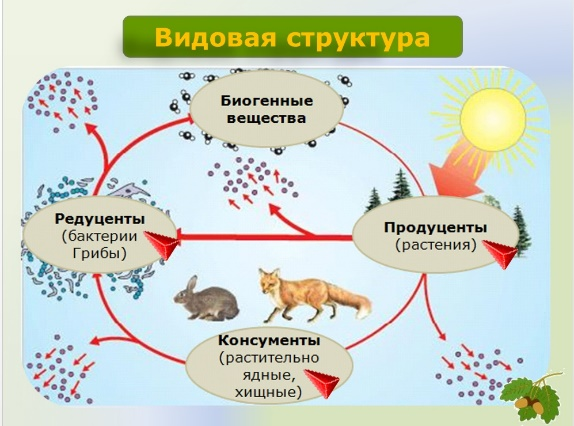 Видовая структура
Биогенные
вещества
Редуценты
(бактерии
Грибы)
Продуценты
(растения)
Консументы
(растительно
ядные,
хищные)